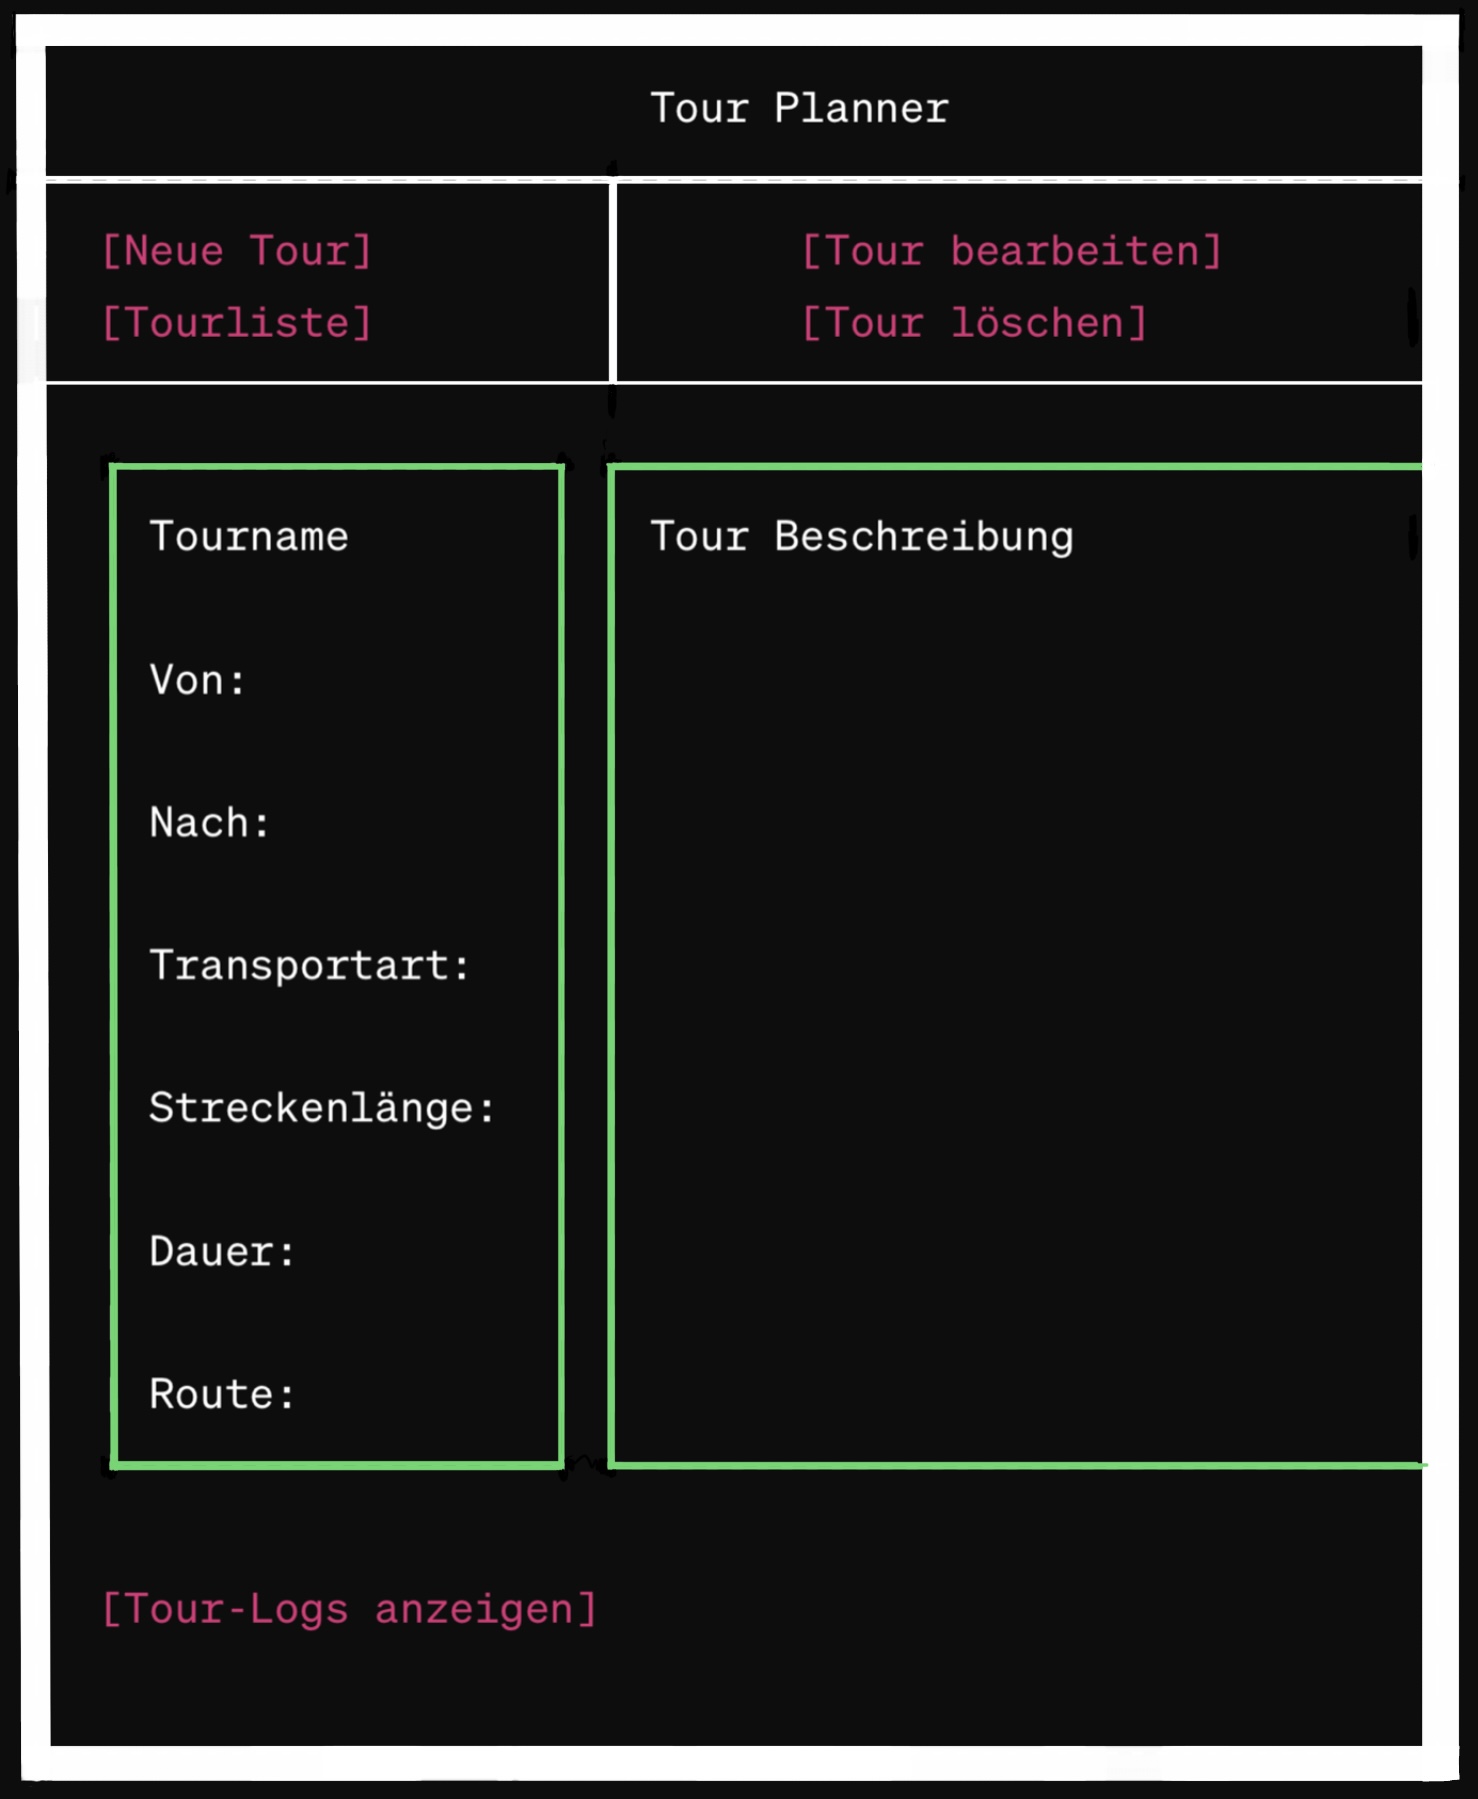 Tour Planner
[Neue Tour]
[Tour bearbeiten]
[Tourliste]
[Tour löschen]
Tourname
Von:
Nach:
Transportart:
Streckenlänge:
Dauer:
Route:
Tour Beschreibung
[Tour-Logs anzeigen]